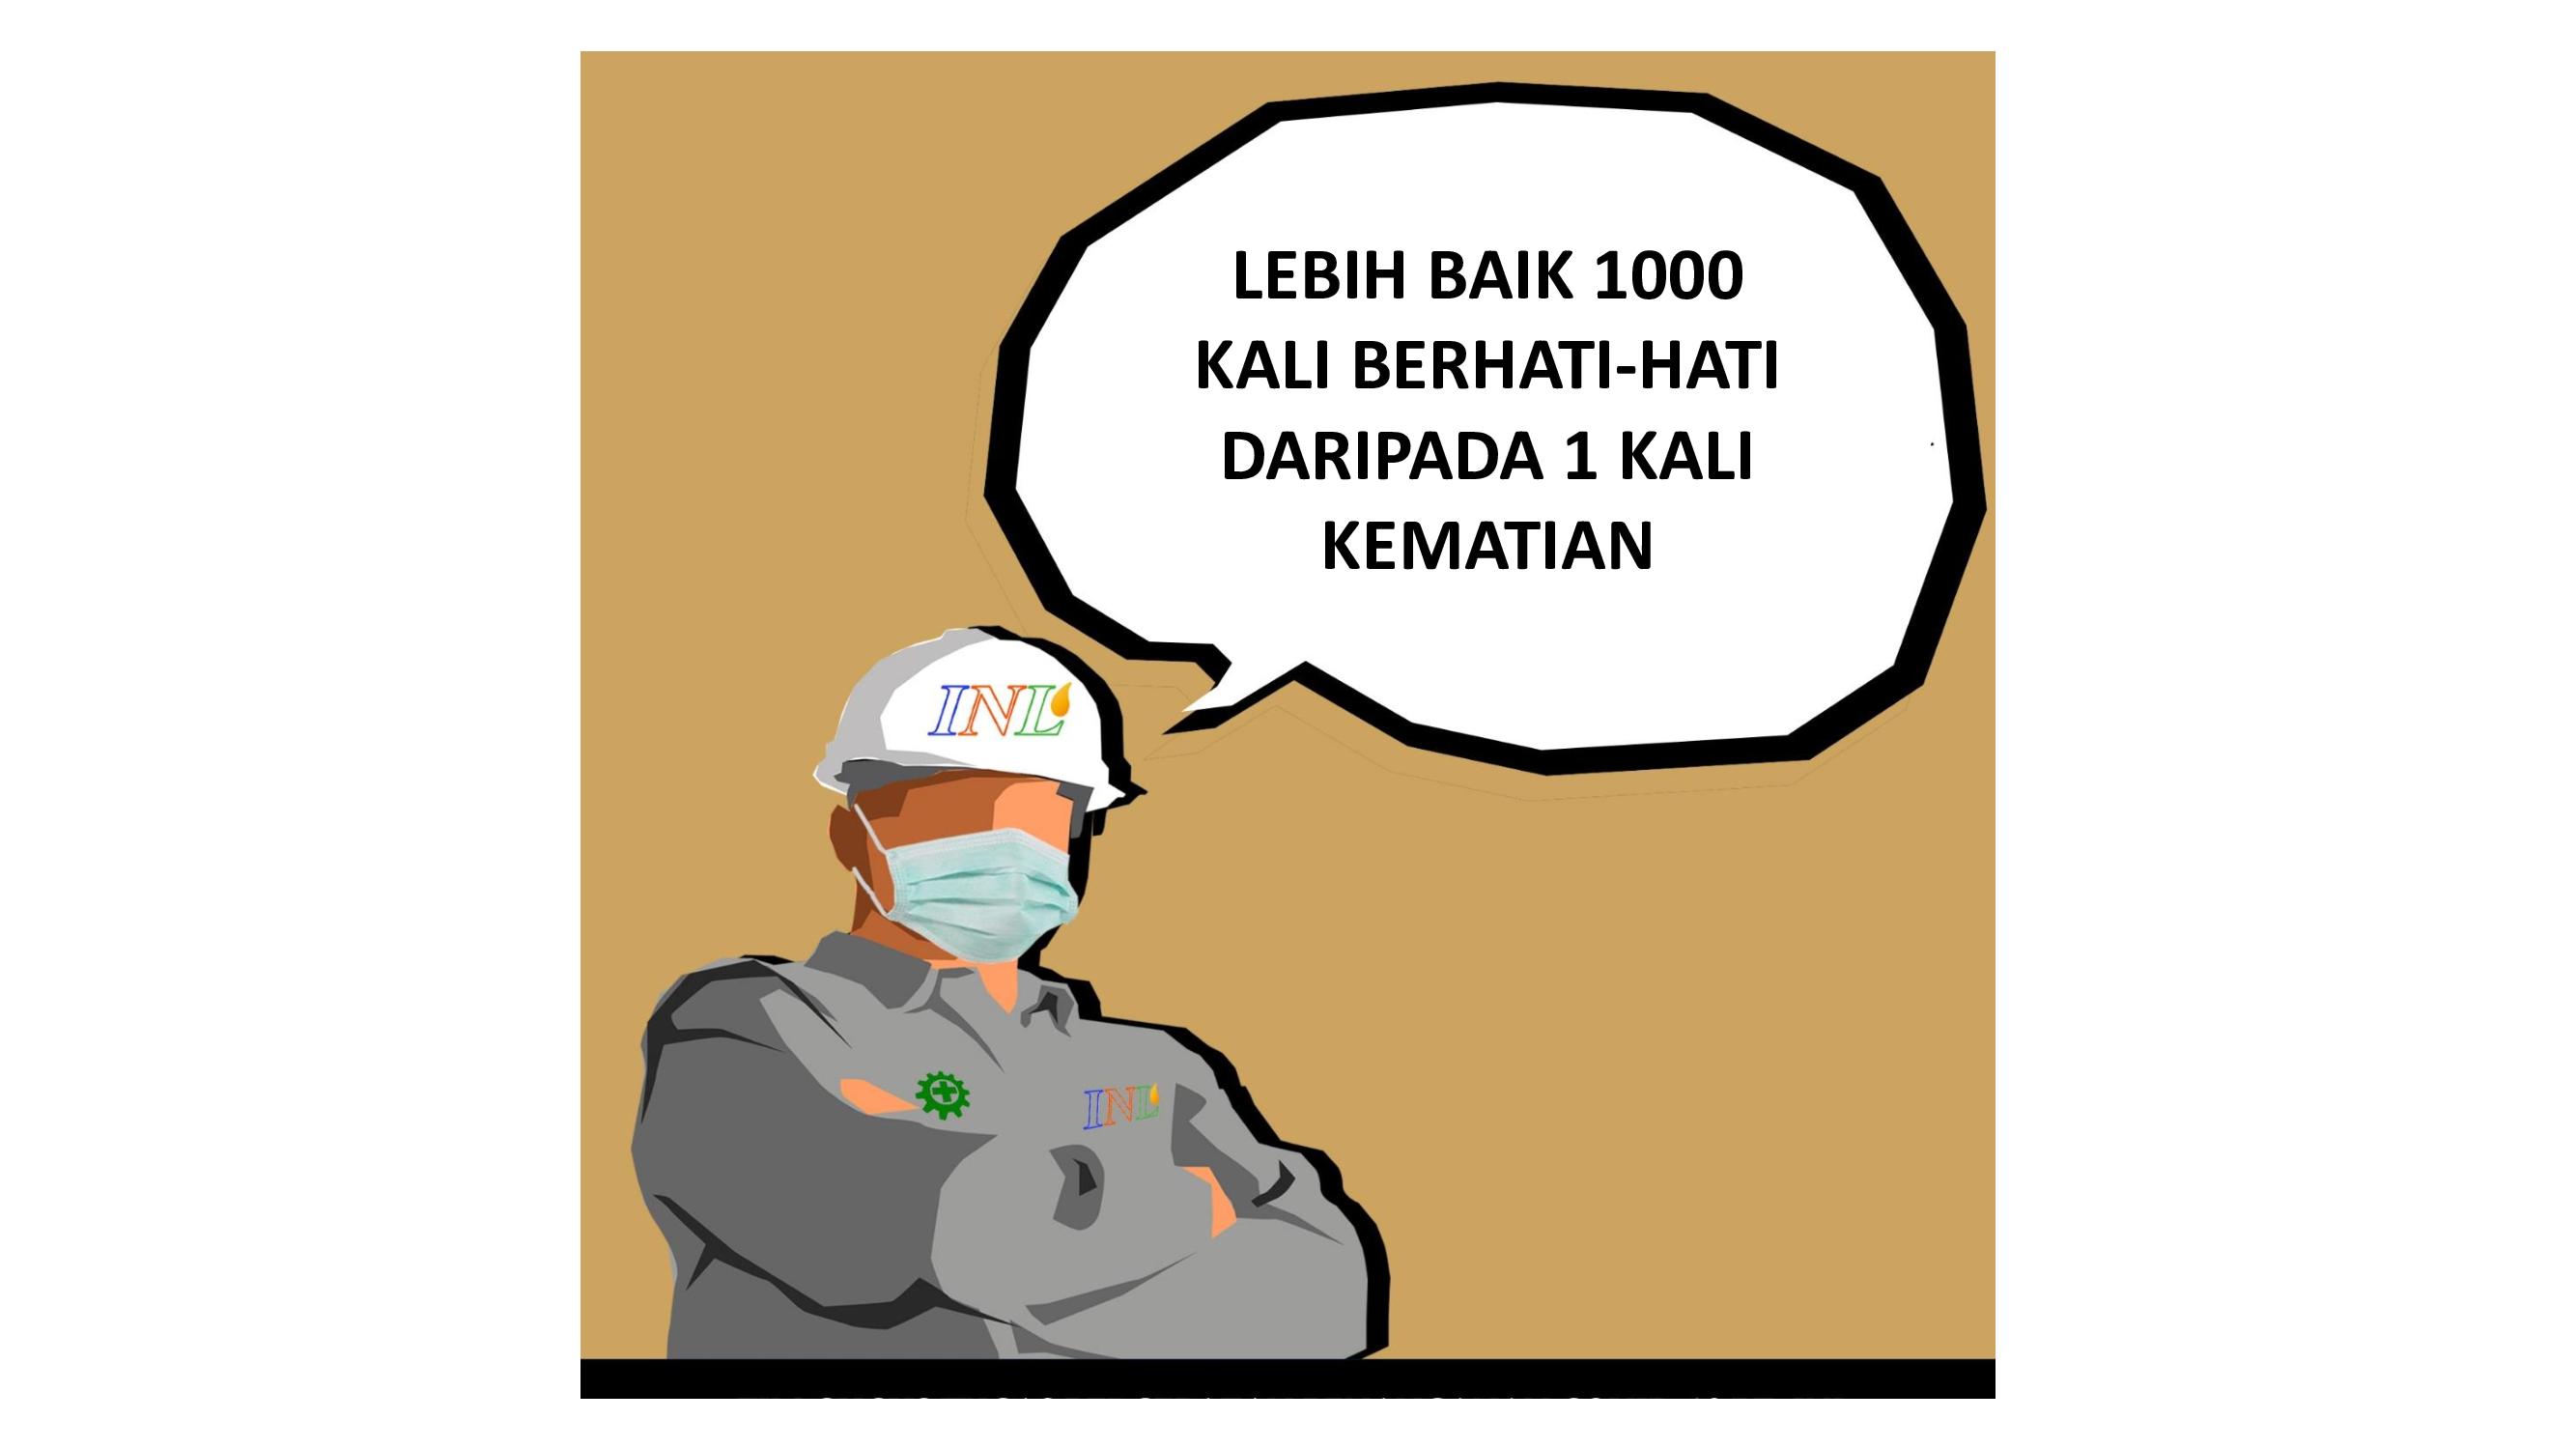 LEBIH BAIK 1000
KALI BERHATI-HATI
DARIPADA 1 KALI
KEMATIAN
INL
INL